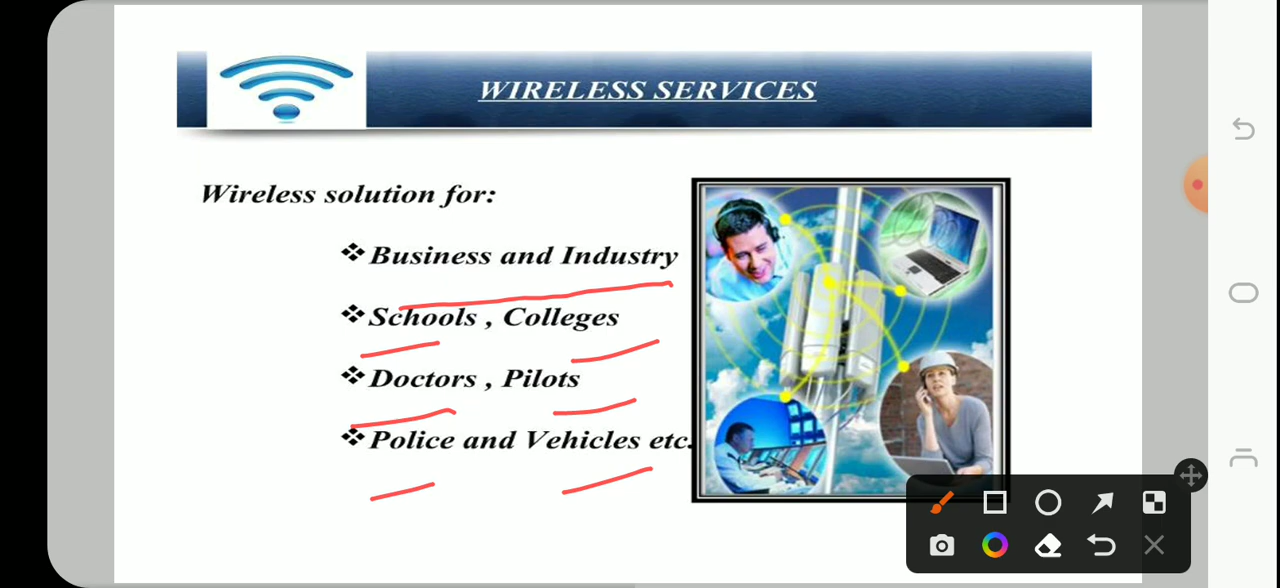 WIRELESS SERVICES
Wireless solution for:
❖Business and Industry
❖Schools , Colleges
❖Doctors , Pilots
❖Police and Vehicles etc.